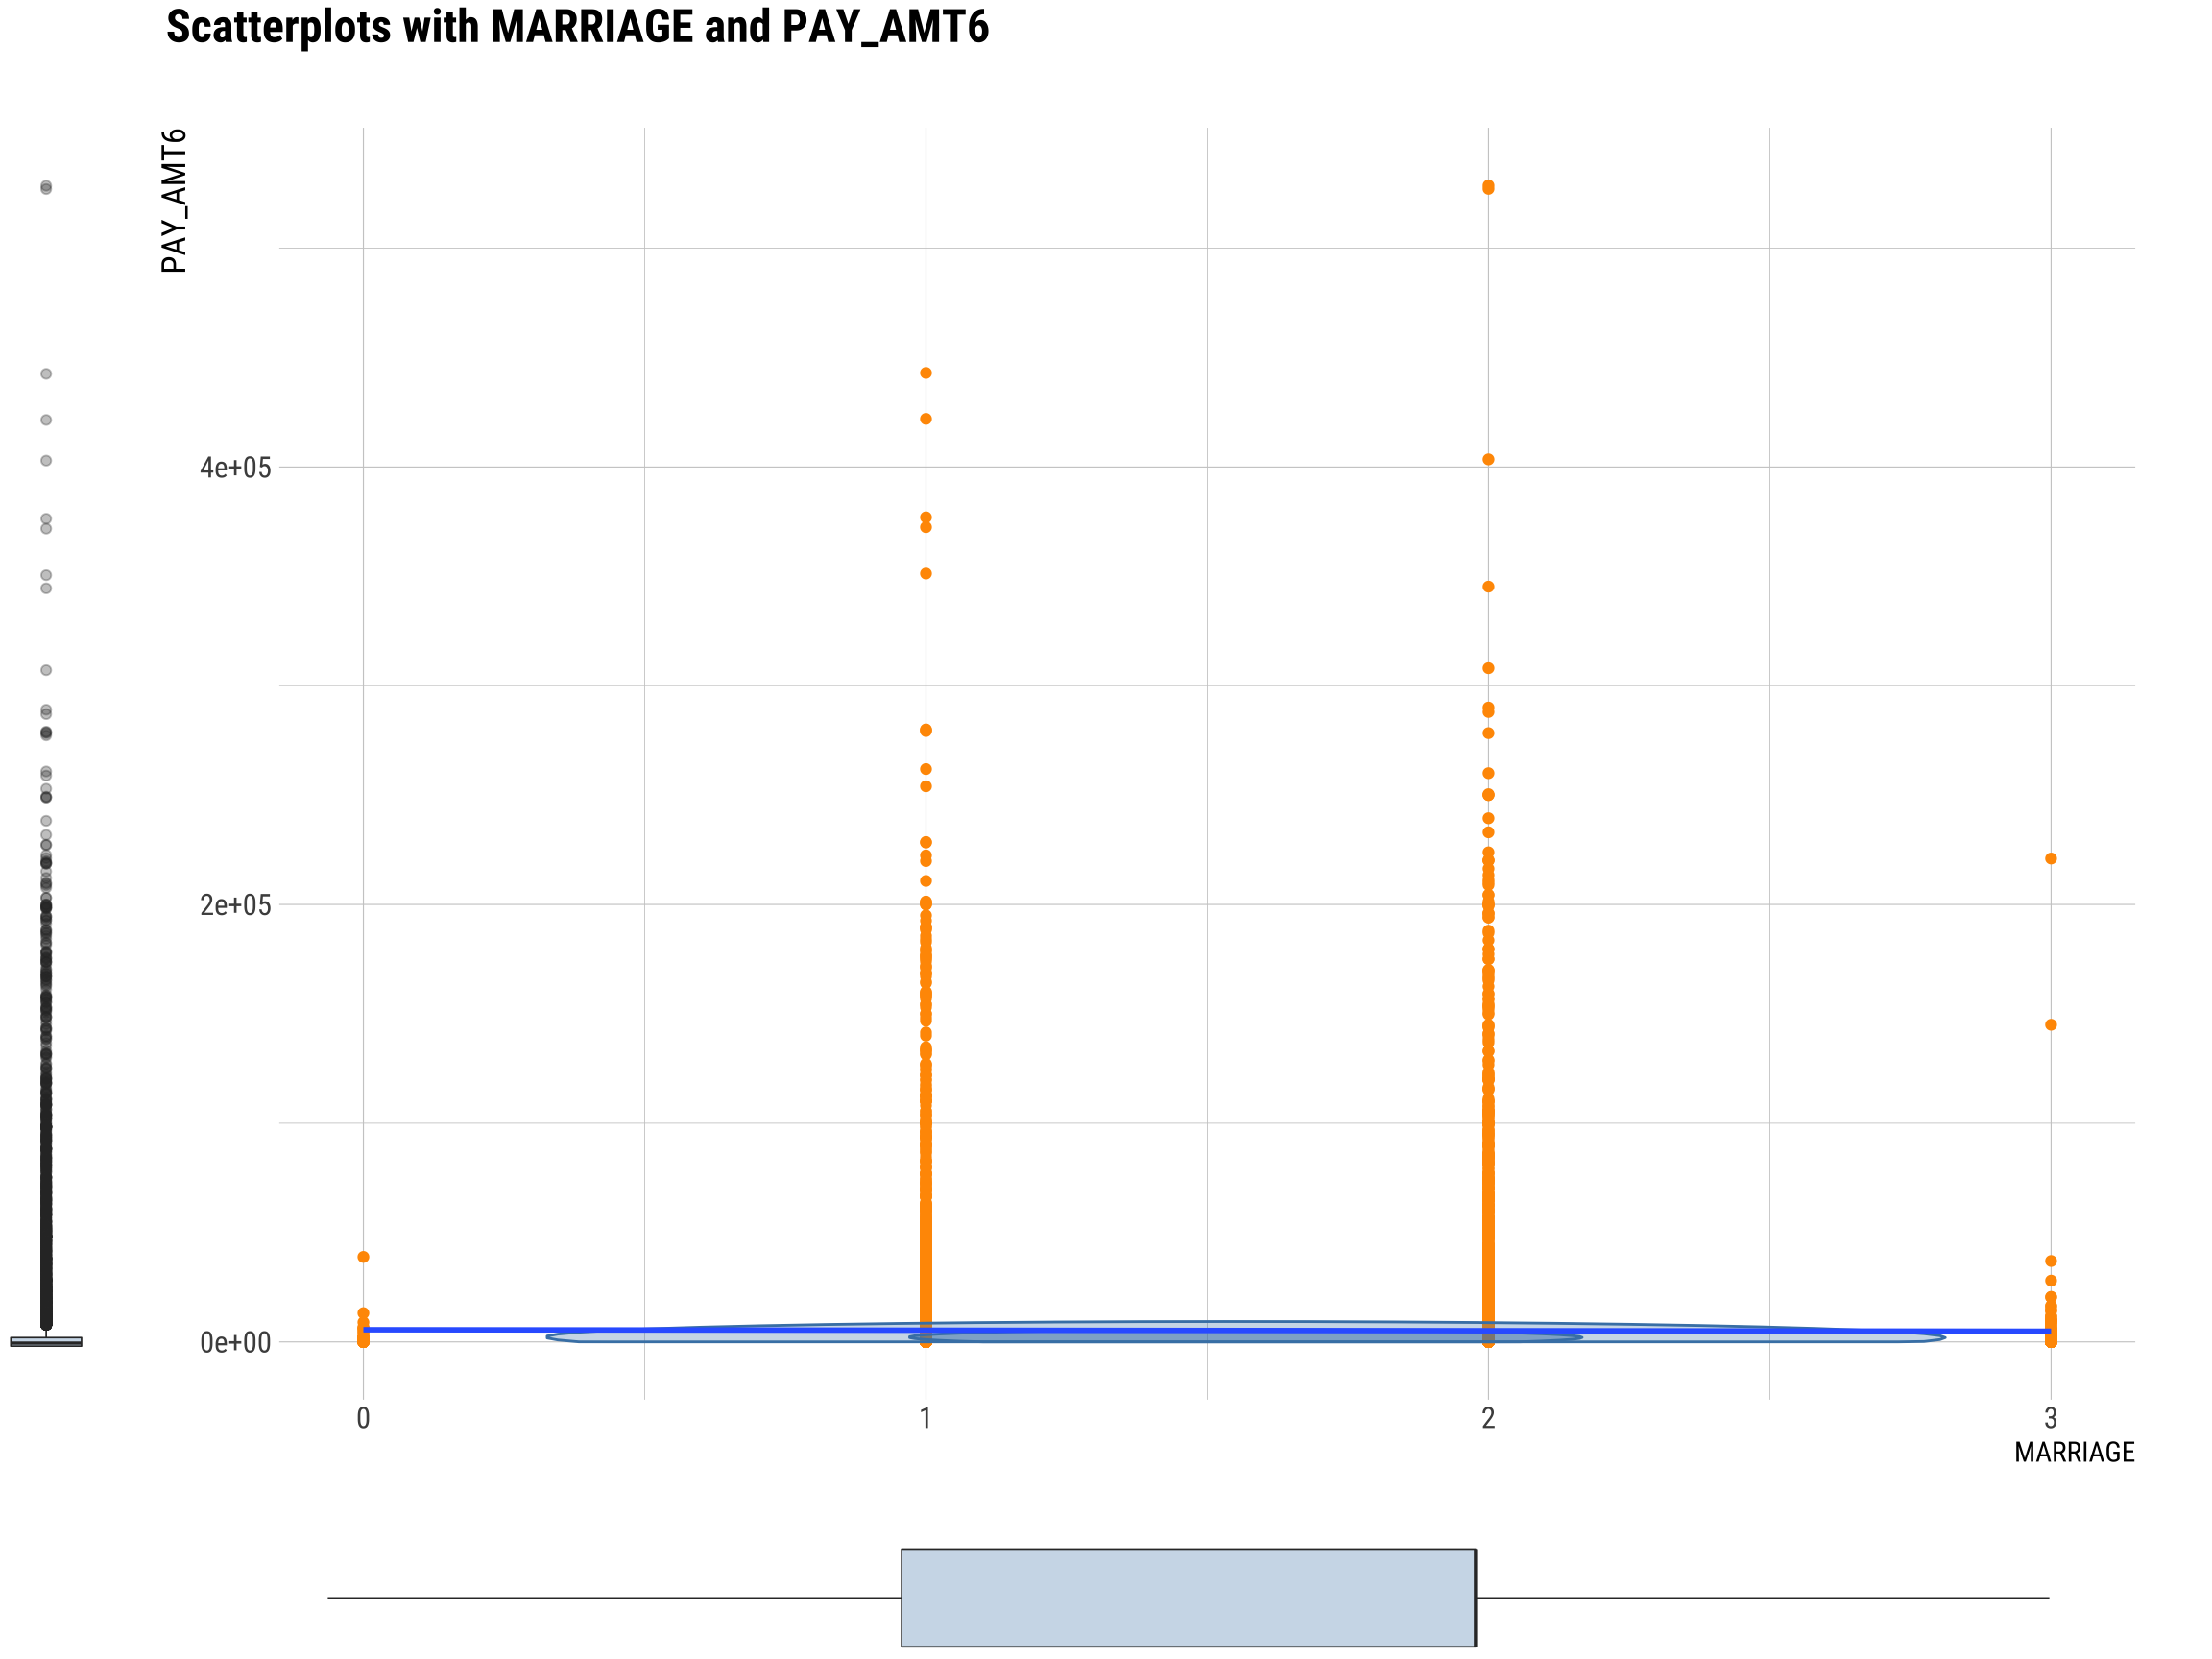 Scatterplots with MARRIAGE and PAY_AMT6
PAY_AMT6
4e+05
2e+05
0e+00
0 1 2 3
MARRIAGE